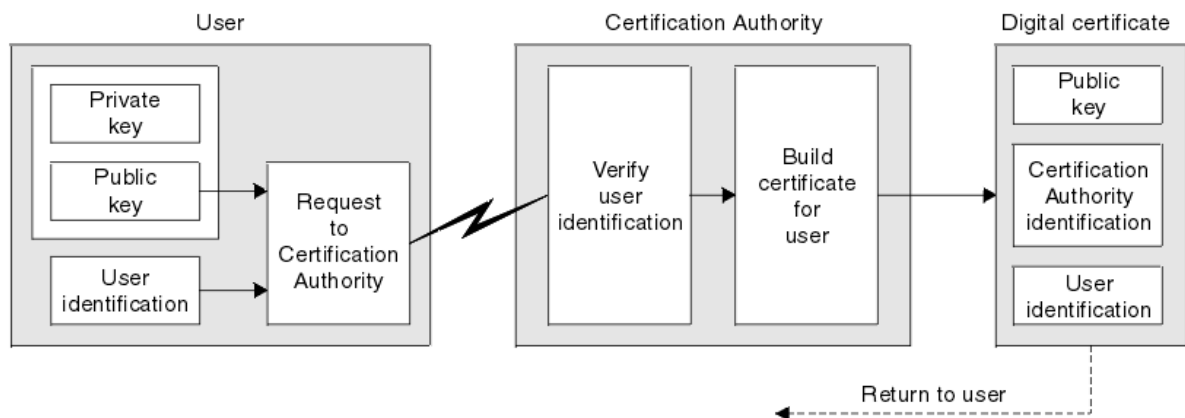 User
Certification Authority
Digital certificate
Private
key
Public
key
User
identification
Request
to
Certification
Authority
Verify
user
identification
Build
certificate
for
user
Public
key
Certification
Authority
identification
User
identification
Return to user